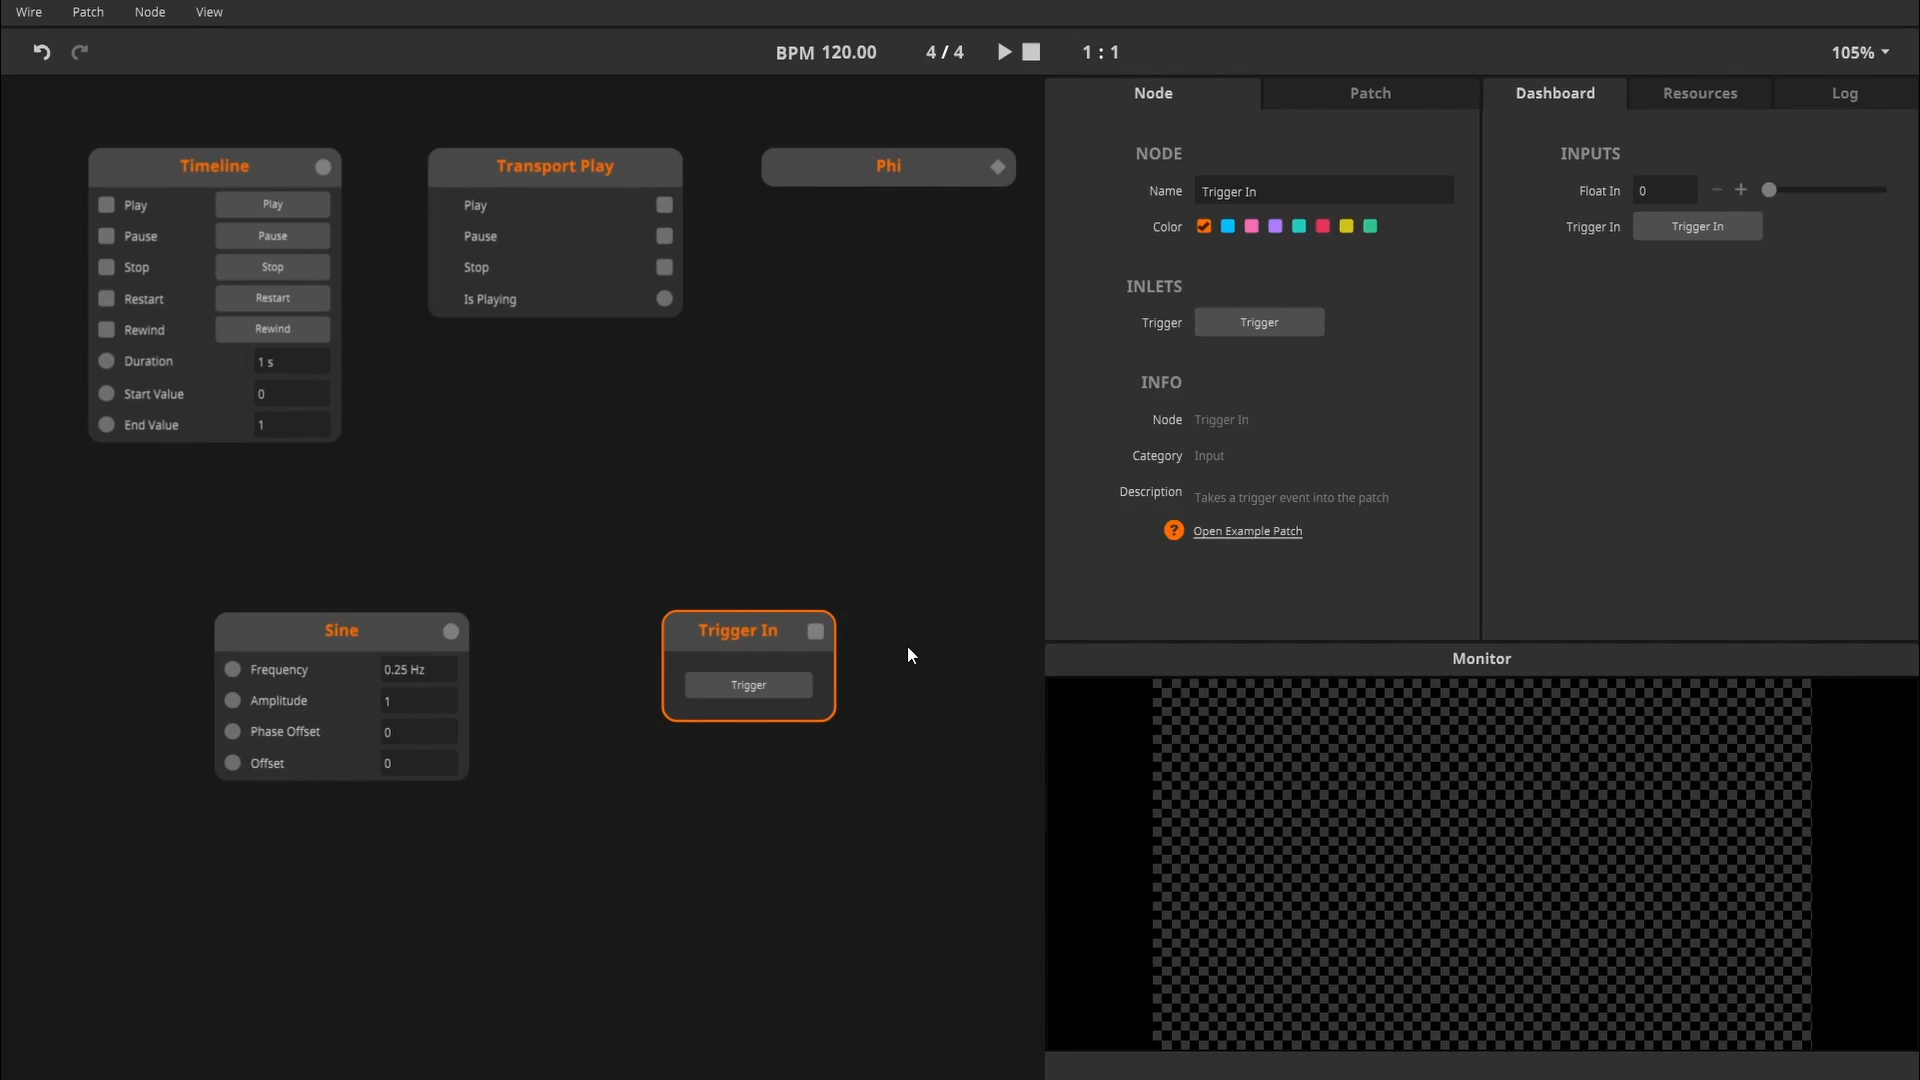 Wire Patch Node View
BPM 120.00 4 / 4 1 : 1 105%
Node Patch Dashboard Resources Log
Timeline
Play Play
Pause Pause
Stop Stop
Restart Restart
Rewind Rewind
Duration 1 s
Start Value 0
End Value 1
Transport Play
Play
Pause
Stop
Is Playing
Phi
Sine
Frequency 0.25 Hz
Amplitude 1
Phase Offset 0
Offset 0
Trigger In
Trigger
NODE
Name Trigger In
Color
INLETS
Trigger Trigger
INFO
Node Trigger In
Category Input
Description Takes a trigger event into the patch
? Open Example Patch
INPUTS
Float In 0 − +
Trigger In Trigger In
Monitor